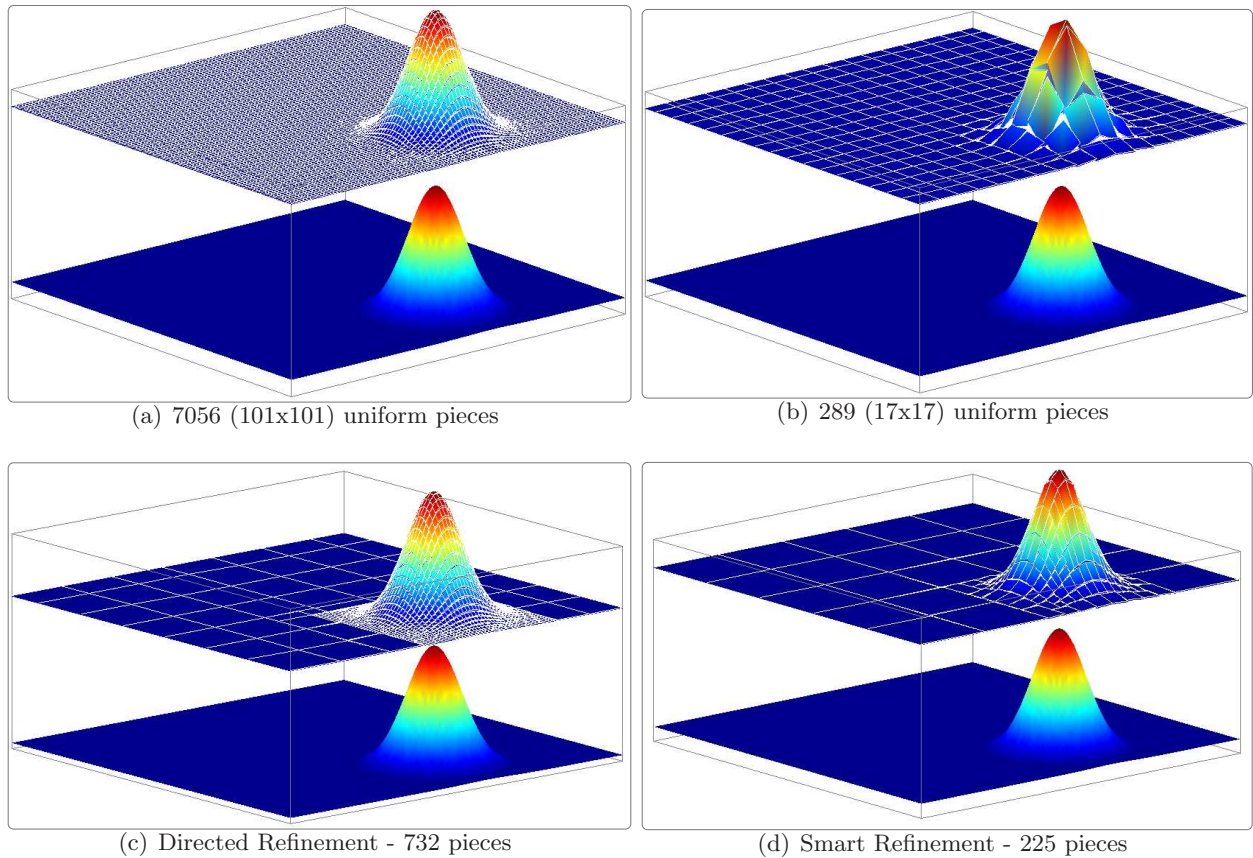 (a) 7056 (101x101) uniform pieces
(b) 289 (17x17) uniform pieces
(c) Directed Refinement - 732 pieces
(d) Smart Refinement - 225 pieces